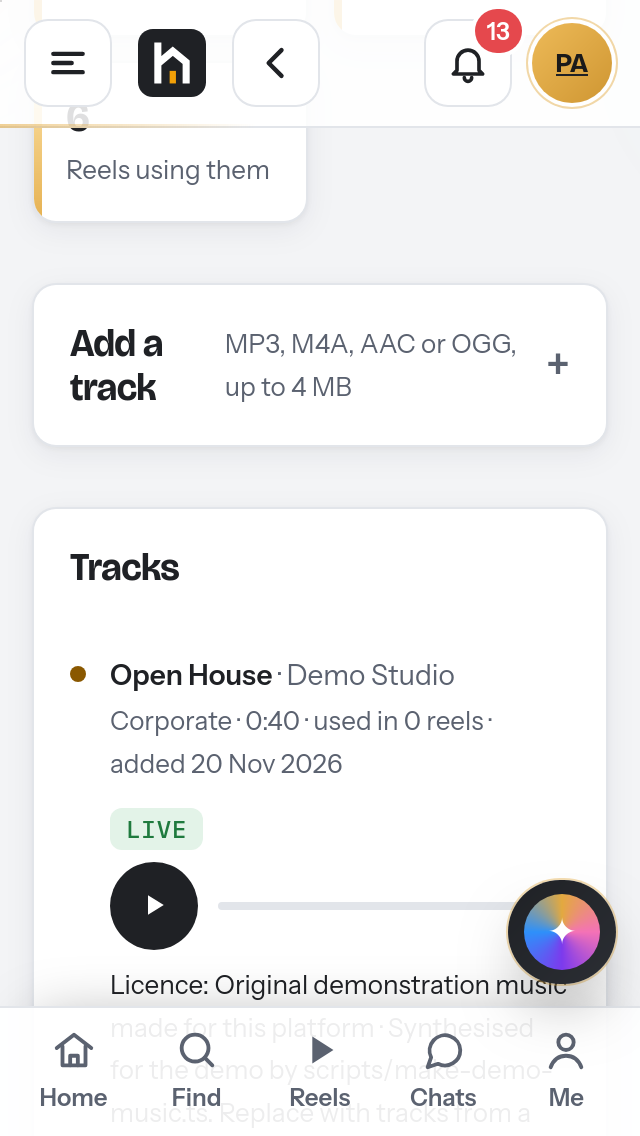 13
PA
6
Reels using them
Add a track
MP3, M4A, AAC or OGG,
up to 4 MB
+
Tracks
Open House · Demo Studio
Corporate · 0:40 · used in 0 reels ·
added 20 Nov 2026
LIVE
Licence: Original demonstration music
made for this platform · Synthesised
for the demo by scripts/make-demo-
music.ts. Replace with tracks from a
Home
Find
Reels
Chats
Me